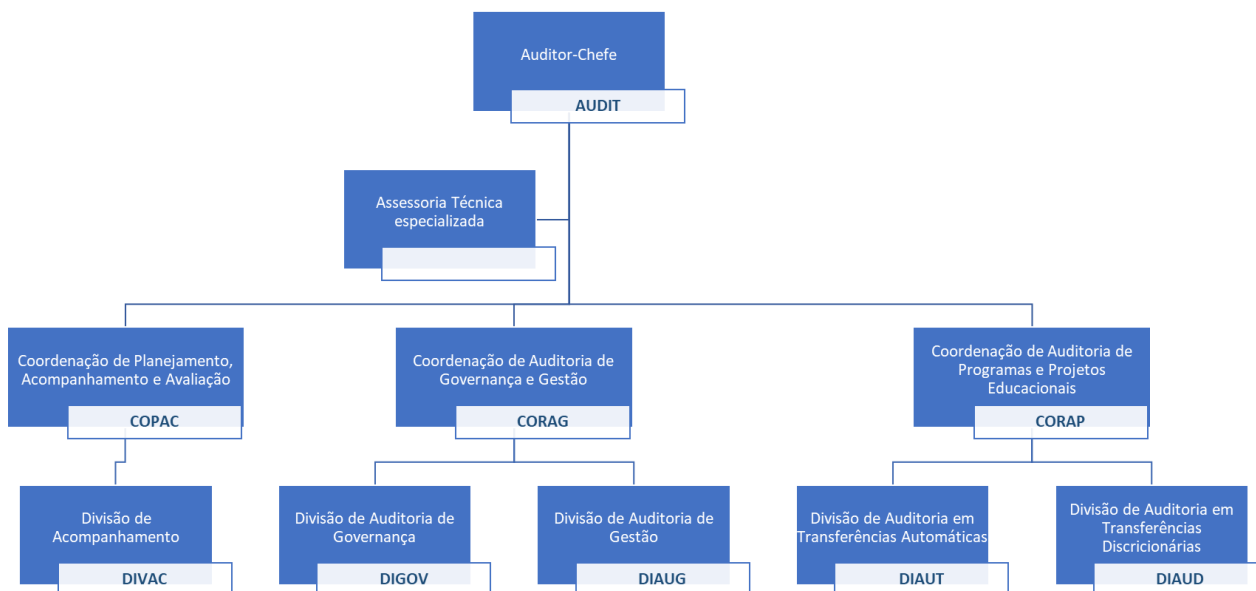 Auditor-Chefe
AUDIT
Assessoria Técnica
especializada
Coordenação de Planejamento,
Acompanhamento e Avaliação
COPAC
Coordenação de Auditoria de
Governança e Gestão
CORAG
Coordenação de Auditoria de
Programas e Projetos
Educacionais
CORAP
Divisão de
Acompanhamento
DIVAC
Divisão de Auditoria de
Governança
DIGOV
Divisão de Auditoria de
Gestão
DIAUG
Divisão de Auditoria em
Transferências Automáticas
DIAUT
Divisão de Auditoria em
Transferências
Discricionárias
DIAUD